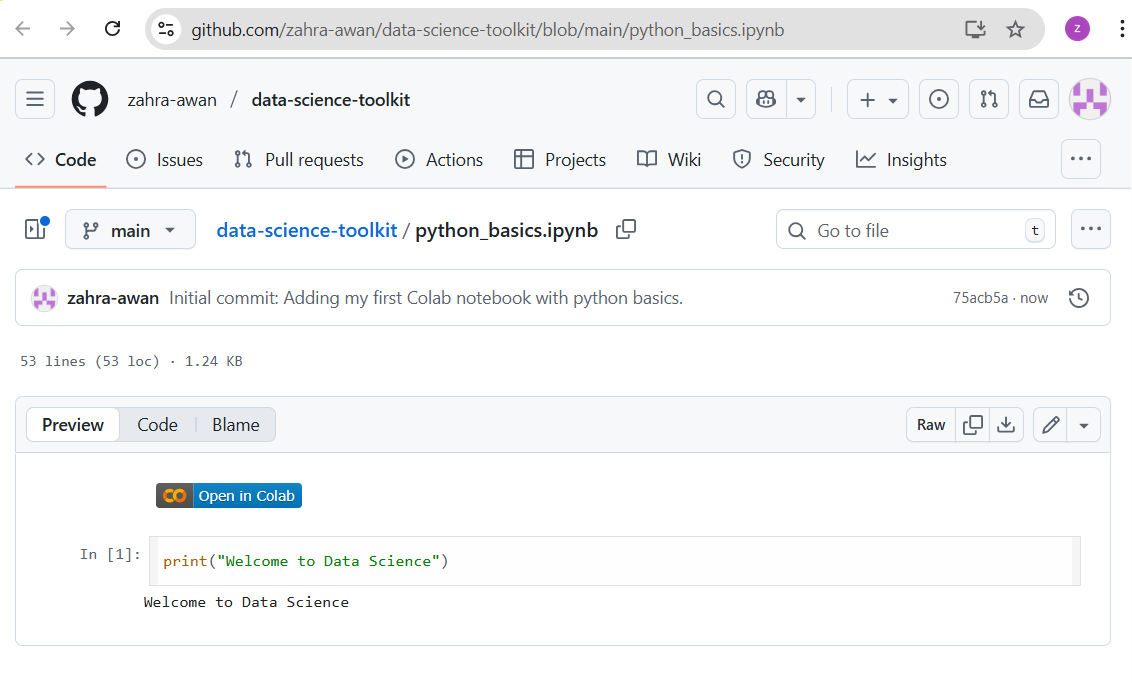 github.com/zahra-awan/data-science-toolkit/blob/main/python_basics.ipynb
z
zahra-awan / data-science-toolkit
Code Issues Pull requests Actions Projects Wiki Security Insights
main data-science-toolkit / python_basics.ipynb Go to file t
zahra-awan Initial commit: Adding my first Colab notebook with python basics. 75acb5a · now
53 lines (53 loc) · 1.24 KB
Preview Code Blame Raw
Open in Colab
In [1]: print("Welcome to Data Science")
Welcome to Data Science